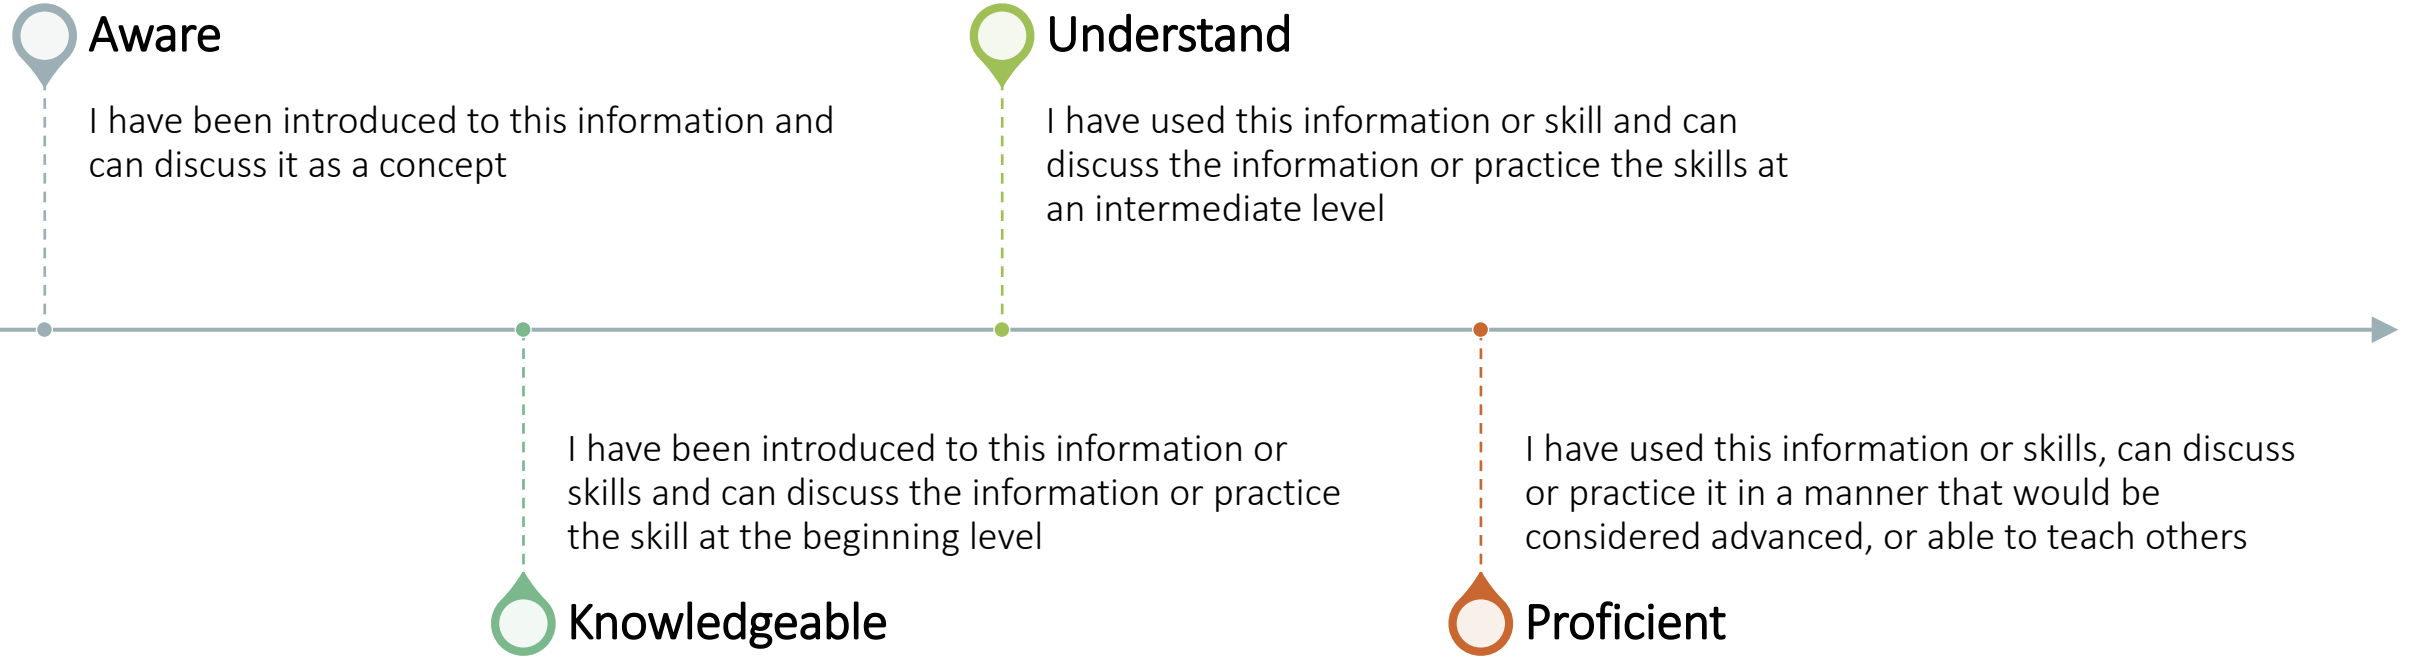 Aware
I have been introduced to this information and
can discuss it as a concept
Understand
I have used this information or skill and can
discuss the information or practice the skills at
an intermediate level
I have been introduced to this information or
skills and can discuss the information or practice
the skill at the beginning level
Knowledgeable
I have used this information or skills, can discuss
or practice it in a manner that would be
considered advanced, or able to teach others
Proficient